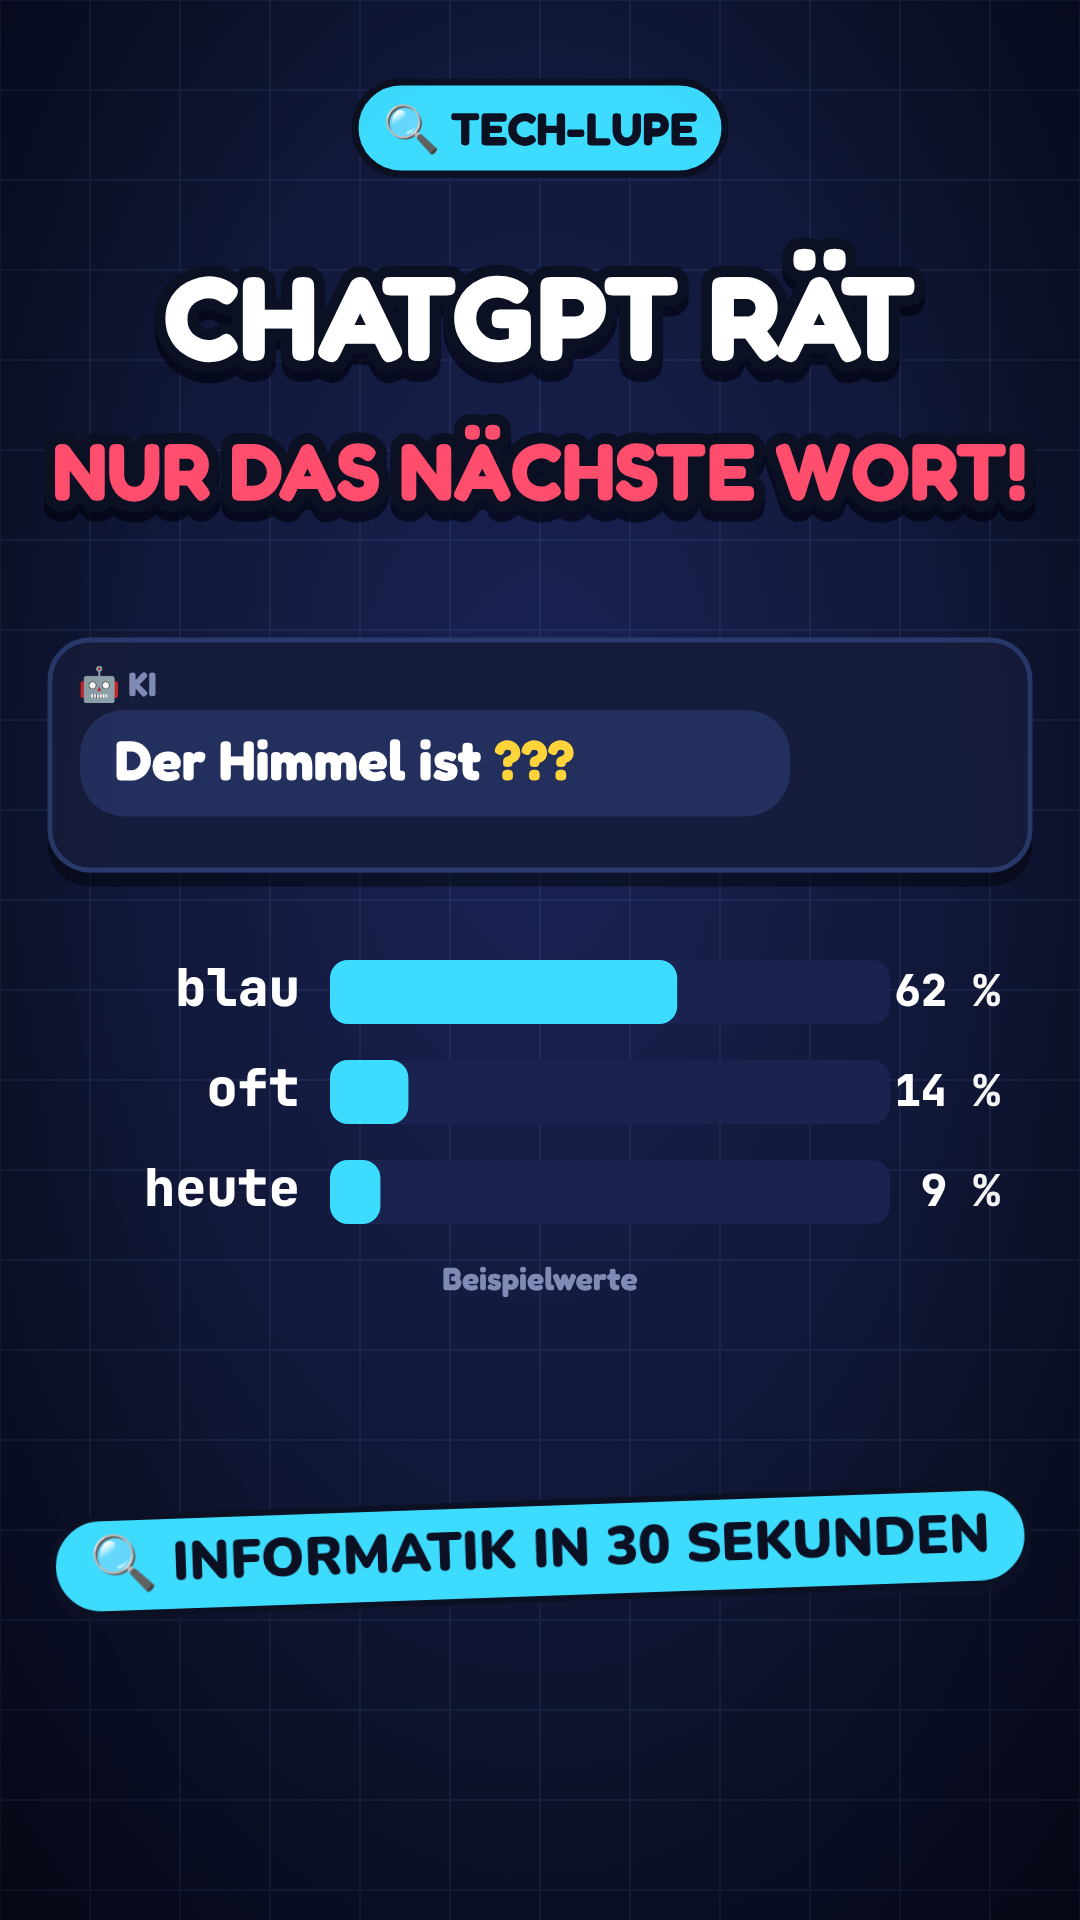 TECH-LUPE
CHATGPT RÄT
NUR DAS NÄCHSTE WORT!
KI
Der Himmel ist ???
blau 62 %
oft 14 %
heute 9 %
Beispielwerte
INFORMATIK IN 30 SEKUNDEN